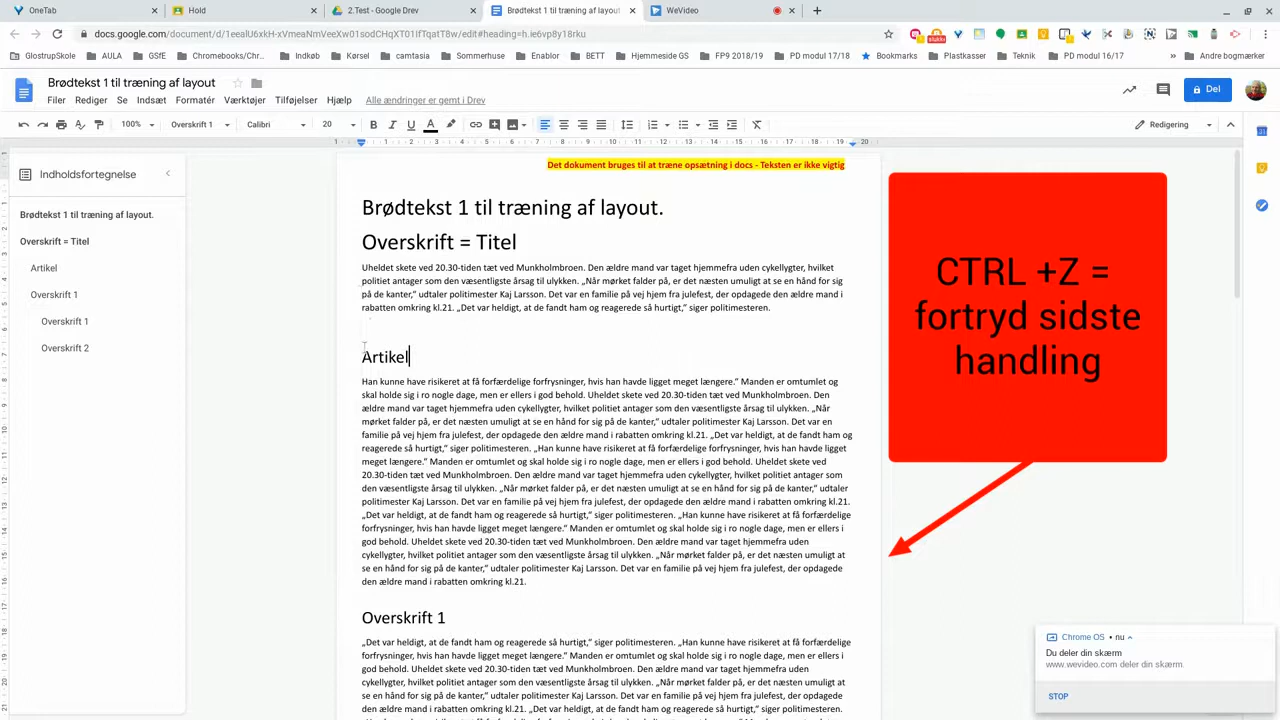 OneTab
Hold
2.Test - Google Drev
Brødtekst 1 til træning af layout
WeVideo
docs.google.com/document/d/1eealU6xkH-xVmeaNmVeeXw01sodCHqXT01IfTqatT8w/edit#heading=h.ie6vp8y18rku
GlostrupSkole
AULA
GSfE
Chromebooks/Chr
Indkøb
Kørsel
camtasia
Sommerhuse
Enablor
BETT
Hjemmeside GS
FP9 2018/19
PD modul 17/18
Bookmarks
Plastkasser
Teknik
PD modul 16/17
»
Andre bogmærker
Brødtekst 1 til træning af layout
Filer Rediger Se Indsæt Formatér Værktøjer Tilføjelser Hjælp Alle ændringer er gemt i Drev
Del
100% Overskrift 1 Calibri 20 B I U A
Redigering
Indholdsfortegnelse
Brødtekst 1 til træning af layout.
Overskrift = Titel
Artikel
Overskrift 1
Overskrift 1
Overskrift 2
1 1 2 3 4 5 6 7 8 9 10 11 12 13 14 15 16 17 18 19 20
Det dokument bruges til at træne opsætning i docs - Teksten er ikke vigtig
Brødtekst 1 til træning af layout.
Overskrift = Titel
Uheldet skete ved 20.30-tiden tæt ved Munkholmbroen. Den ældre mand var taget hjemmefra uden cykellygter, hvilket
politiet antager som den væsentligste årsag til ulykken. „Når mørket falder på, er det næsten umuligt at se en hånd for sig
på de kanter,” udtaler politimester Kaj Larsson. Det var en familie på vej hjem fra julefest, der opdagede den ældre mand i
rabatten omkring kl.21. „Det var heldigt, at de fandt ham og reagerede så hurtigt,” siger politimesteren.
Artikel
Han kunne have risikeret at få forfærdelige forfrysninger, hvis han havde ligget meget længere.” Manden er omtumlet og
skal holde sig i ro nogle dage, men er ellers i god behold. Uheldet skete ved 20.30-tiden tæt ved Munkholmbroen. Den
ældre mand var taget hjemmefra uden cykellygter, hvilket politiet antager som den væsentligste årsag til ulykken. „Når
mørket falder på, er det næsten umuligt at se en hånd for sig på de kanter,” udtaler politimester Kaj Larsson. Det var en
familie på vej hjem fra julefest, der opdagede den ældre mand i rabatten omkring kl.21. „Det var heldigt, at de fandt ham og
reagerede så hurtigt,” siger politimesteren. „Han kunne have risikeret at få forfærdelige forfrysninger, hvis han havde ligget
meget længere.” Manden er omtumlet og skal holde sig i ro nogle dage, men er ellers i god behold. Uheldet skete ved
20.30-tiden tæt ved Munkholmbroen. Den ældre mand var taget hjemmefra uden cykellygter, hvilket politiet antager som
den væsentligste årsag til ulykken. „Når mørket falder på, er det næsten umuligt at se en hånd for sig på de kanter,” udtaler
politimester Kaj Larsson. Det var en familie på vej hjem fra julefest, der opdagede den ældre mand i rabatten omkring kl.21.
„Det var heldigt, at de fandt ham og reagerede så hurtigt,” siger politimesteren. „Han kunne have risikeret at få forfærdelige
forfrysninger, hvis han havde ligget meget længere.” Manden er omtumlet og skal holde sig i ro nogle dage, men er ellers i
god behold. Uheldet skete ved 20.30-tiden tæt ved Munkholmbroen. Den ældre mand var taget hjemmefra uden
cykellygter, hvilket politiet antager som den væsentligste årsag til ulykken. „Når mørket falder på, er det næsten umuligt at
se en hånd for sig på de kanter,” udtaler politimester Kaj Larsson. Det var en familie på vej hjem fra julefest, der opdagede
den ældre mand i rabatten omkring kl.21.
Overskrift 1
„Det var heldigt, at de fandt ham og reagerede så hurtigt,” siger politimesteren. „Han kunne have risikeret at få forfærdelige
forfrysninger, hvis han havde ligget meget længere.” Manden er omtumlet og skal holde sig i ro nogle dage, men er ellers i
god behold. Uheldet skete ved 20.30-tiden tæt ved Munkholmbroen. Den ældre mand var taget hjemmefra uden
cykellygter, hvilket politiet antager som den væsentligste årsag til ulykken. „Når mørket falder på, er det næsten umuligt at
se en hånd for sig på de kanter,” udtaler politimester Kaj Larsson. Det var en familie på vej hjem fra julefest, der opdagede
den ældre mand i rabatten omkring kl.21. „Det var heldigt, at de fandt ham og reagerede så hurtigt,” siger politimesteren.
CTRL +Z =
fortryd sidste
handling
Chrome OS • nu
Du deler din skærm
www.wevideo.com deler din skærm.
STOP